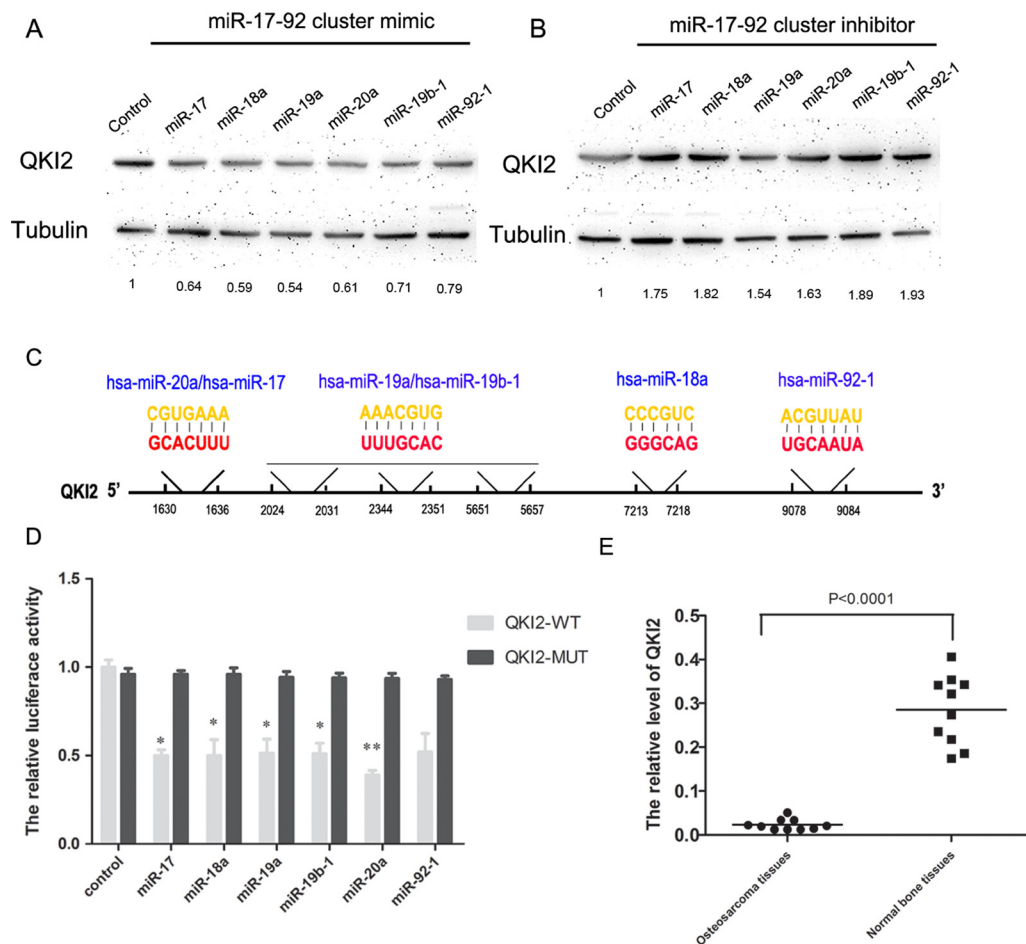 A
miR-17-92 cluster mimic
Control
miR-17
miR-18a
miR-19a
miR-20a
miR-19b-1
miR-92-1
QKI2
Tubulin
1 0.64 0.59 0.54 0.61 0.71 0.79
B
miR-17-92 cluster inhibitor
Control
miR-17
miR-18a
miR-19a
miR-20a
miR-19b-1
miR-92-1
QKI2
Tubulin
1 1.75 1.82 1.54 1.63 1.89 1.93
C
hsa-miR-20a/hsa-miR-17 hsa-miR-19a/hsa-miR-19b-1 hsa-miR-18a hsa-miR-92-1
CGUGAAA AAACGUG CCCGUC ACGUUAU
GCACUUU UUUGCAC GGGCAG UGCAAUA
QKI2 5’ 3’
1630 1636 2024 2031 2344 2351 5651 5657 7213 7218 9078 9084
D
The relative luciferace activity
1.5
1.0
0.5
0.0
* * * * **
QKI2-WT
QKI2-MUT
control
miR-17
miR-18a
miR-19a
miR-19b-1
miR-20a
miR-92-1
E
P<0.0001
The relative level of QKI2
0.5
0.4
0.3
0.2
0.1
0.0
Osteosarcoma tissues
Normal bone tissues